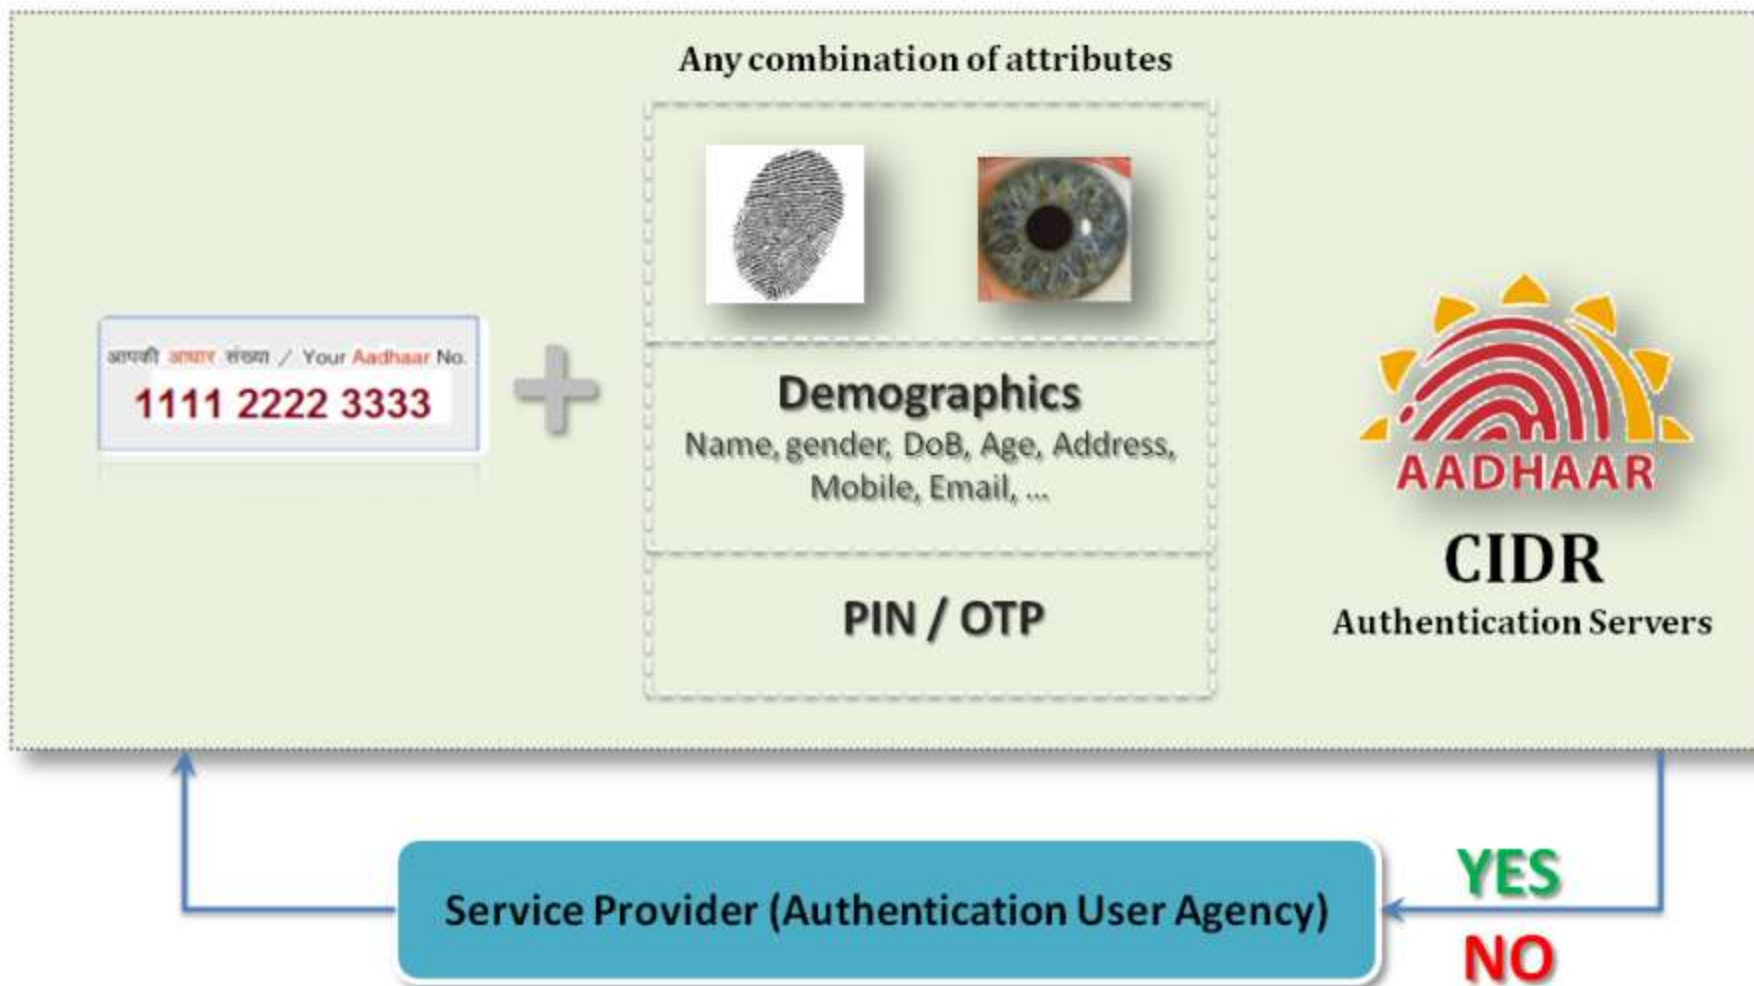 Any combination of attributes
आपकी आधार संख्या / Your Aadhaar No.
1111 2222 3333
Demographics
Name, gender, DoB, Age, Address,
Mobile, Email, ...
PIN / OTP
AADHAAR
CIDR
Authentication Servers
Service Provider (Authentication User Agency)
YES
NO